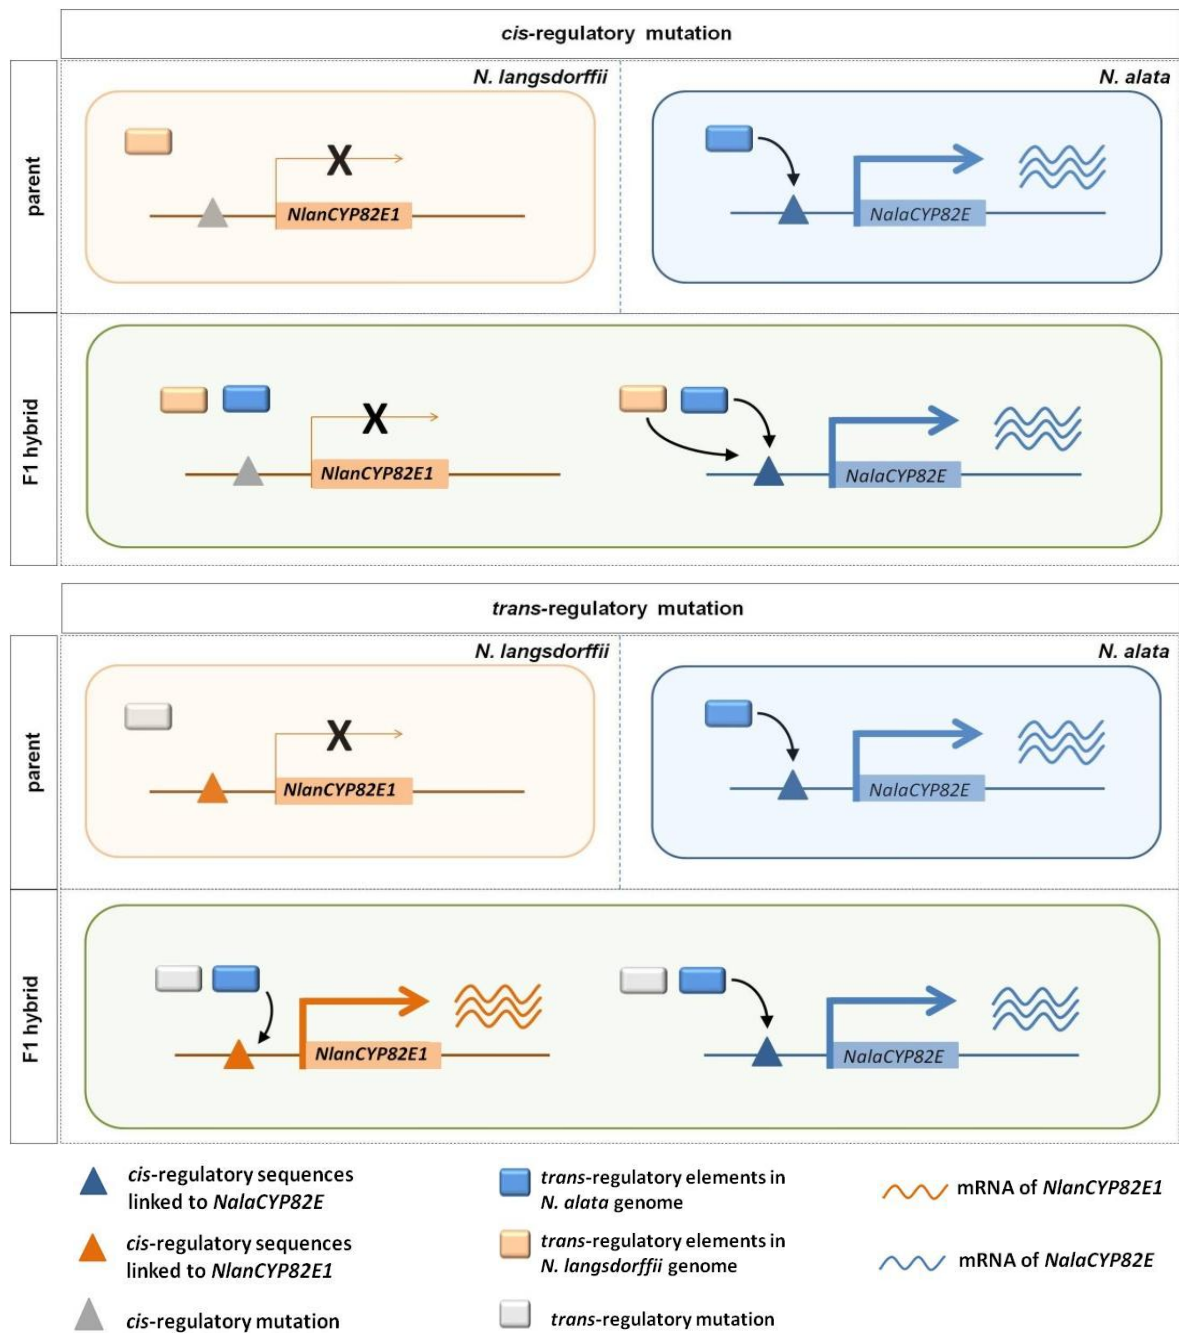 cis-regulatory mutation
parent
N. langsdorffii
N. alata
X
NlanCYP82E1
NalaCYP82E
F1 hybrid
X
NlanCYP82E1
NalaCYP82E
trans-regulatory mutation
parent
N. langsdorffii
N. alata
X
NlanCYP82E1
NalaCYP82E
F1 hybrid
NlanCYP82E1
NalaCYP82E
cis-regulatory sequences
linked to NalaCYP82E
trans-regulatory elements in
N. alata genome
mRNA of NlanCYP82E1
cis-regulatory sequences
linked to NlanCYP82E1
trans-regulatory elements in
N. langsdorffii genome
mRNA of NalaCYP82E
cis-regulatory mutation
trans-regulatory mutation